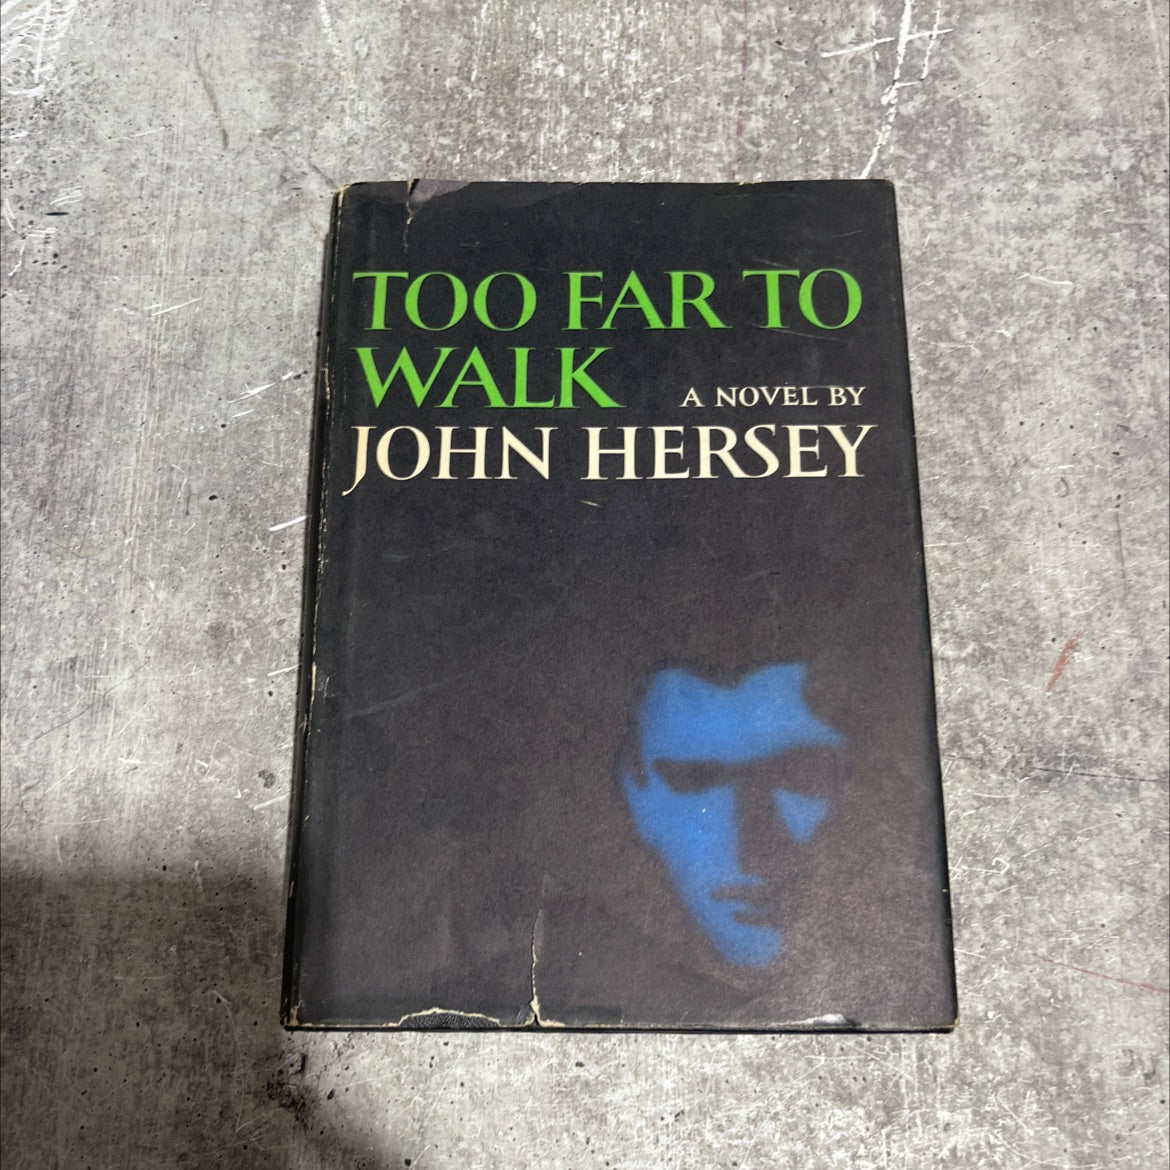 TOO FAR TO
WALK A NOVEL BY
JOHN HERSEY